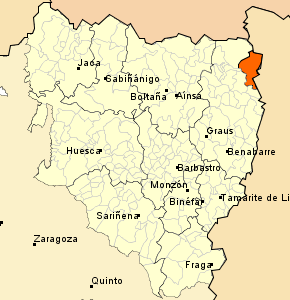 Jaca
Sabiñánigo
Boltaña
Aínsa
Graus
Huesca
Benabarre
Barbastro
Monzón
Binéfar
Tamarite de Li
Sariñena
Zaragoza
Fraga
Quinto